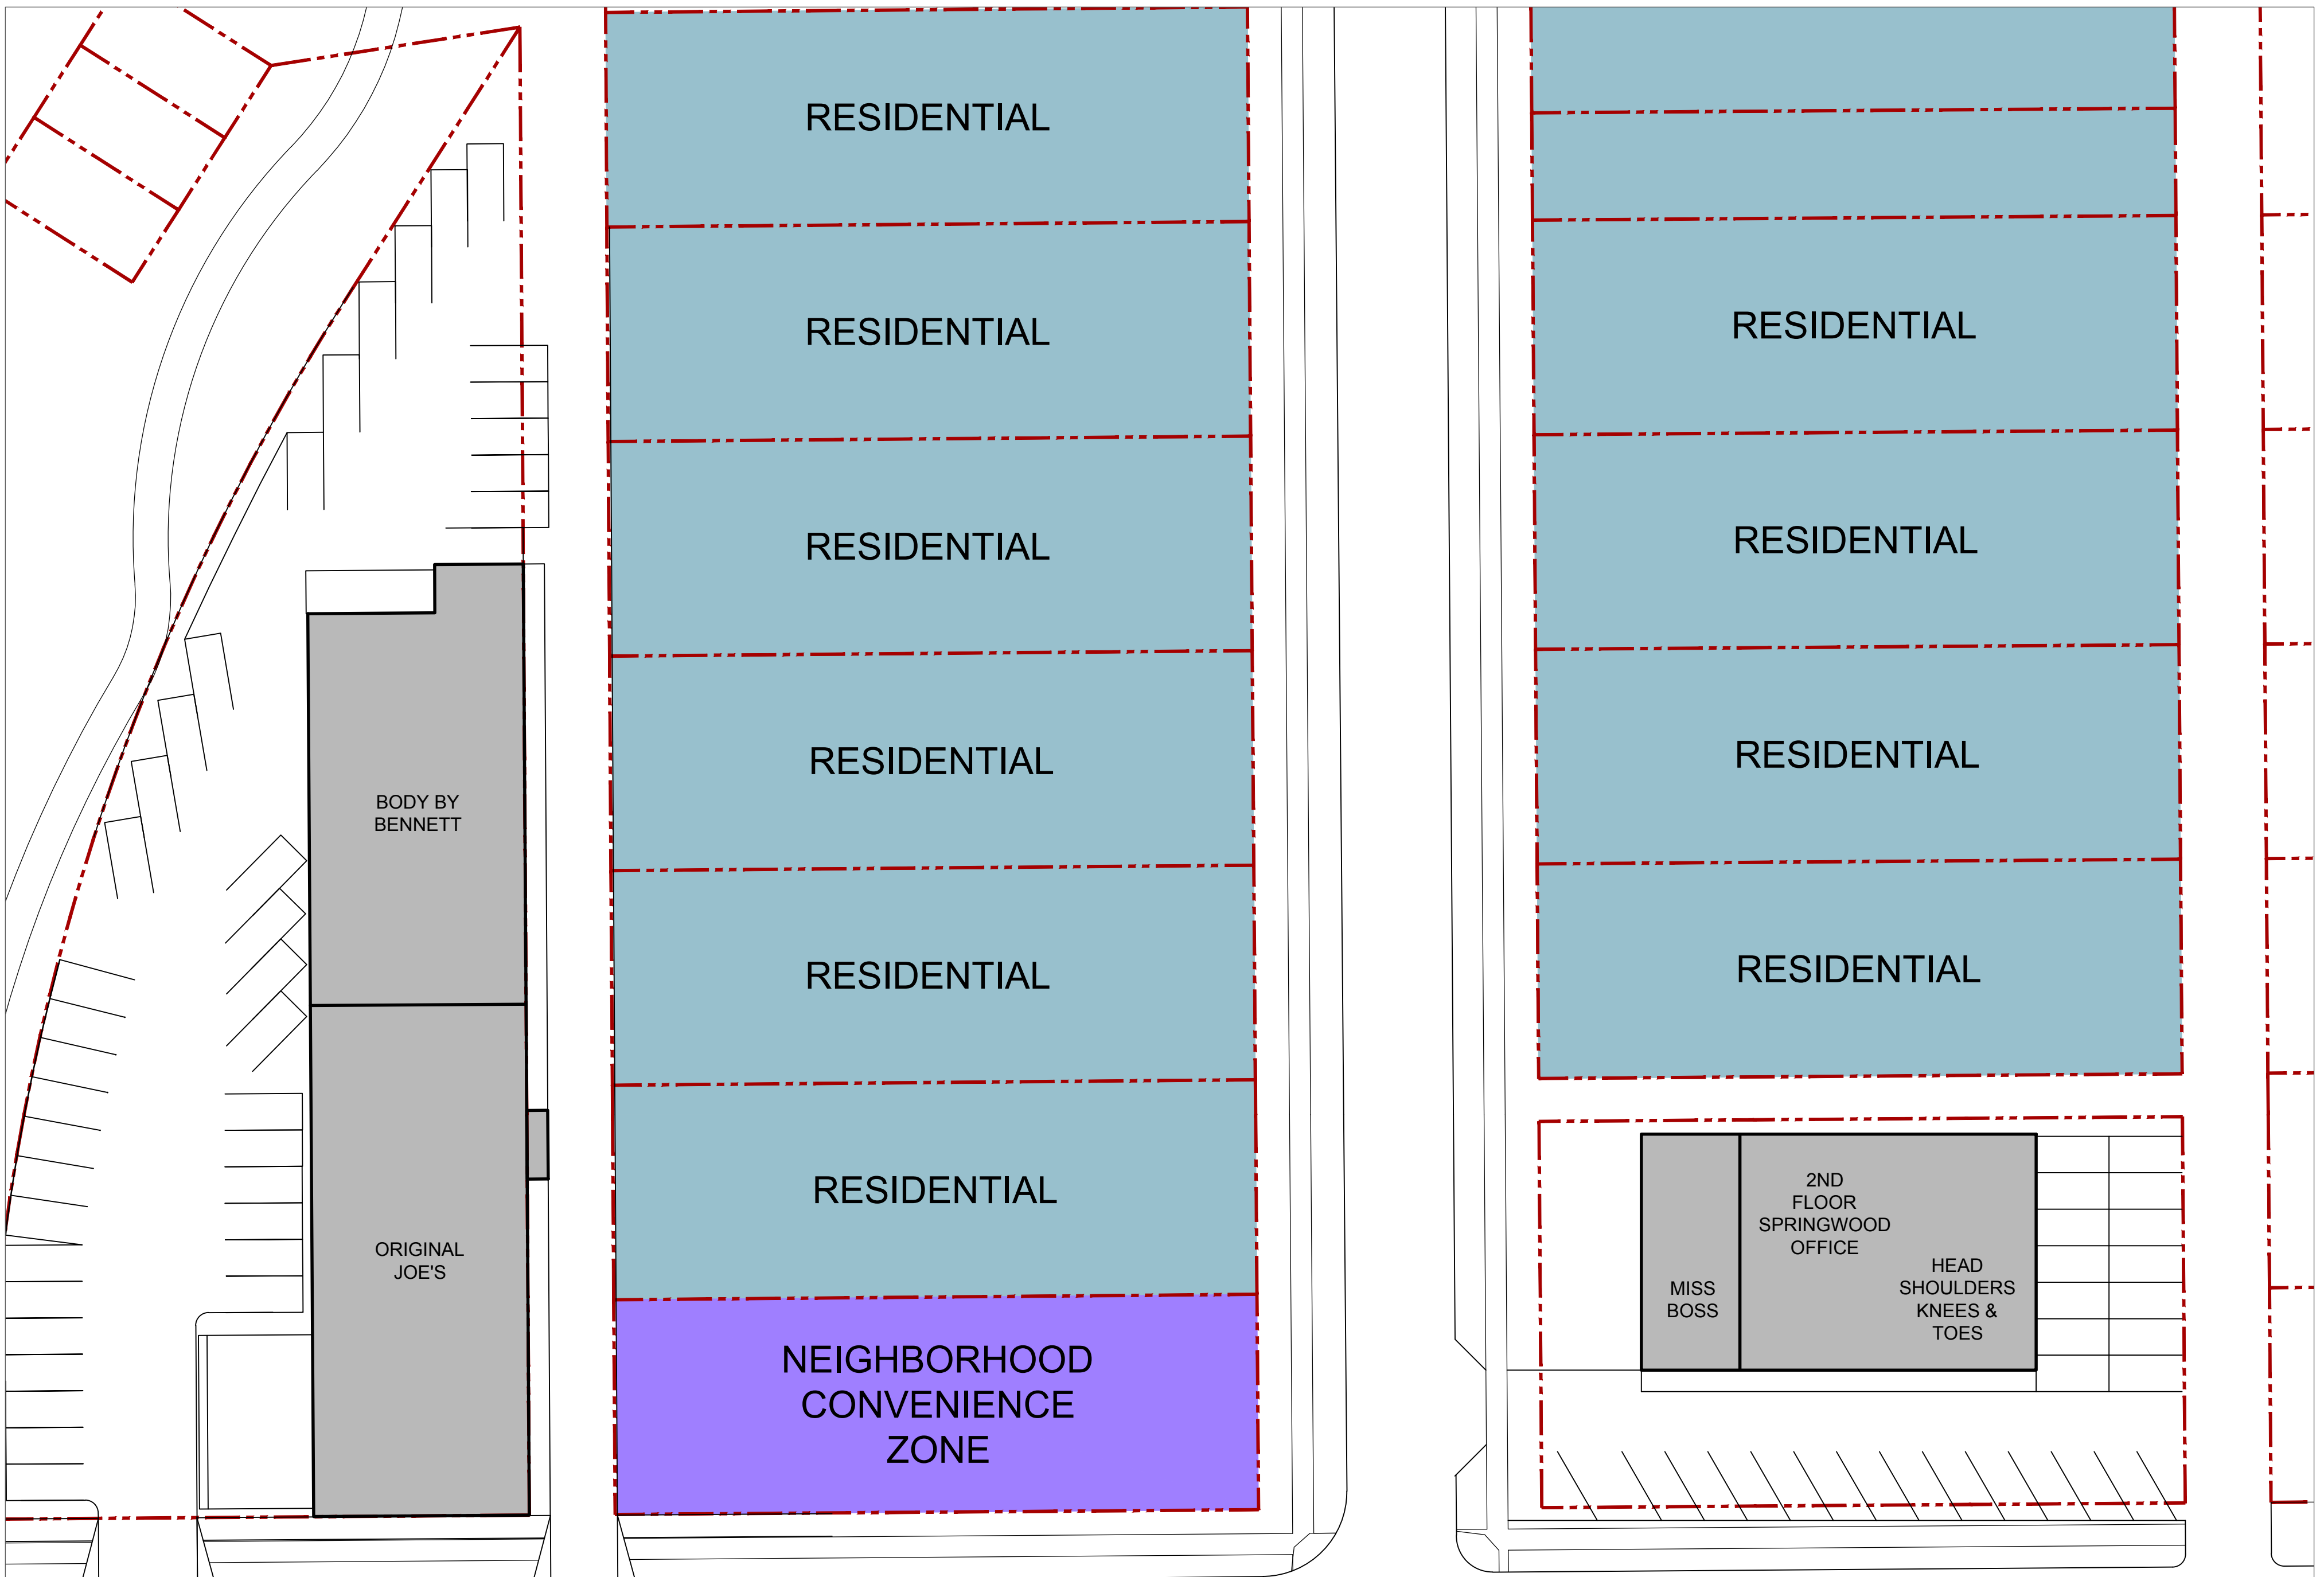 RESIDENTIAL
RESIDENTIAL
RESIDENTIAL
RESIDENTIAL
RESIDENTIAL
RESIDENTIAL
NEIGHBORHOOD
CONVENIENCE
ZONE
RESIDENTIAL
RESIDENTIAL
RESIDENTIAL
RESIDENTIAL
BODY BY
BENNETT
ORIGINAL
JOE'S
MISS
BOSS
2ND
FLOOR
SPRINGWOOD
OFFICE
HEAD
SHOULDERS
KNEES &
TOES